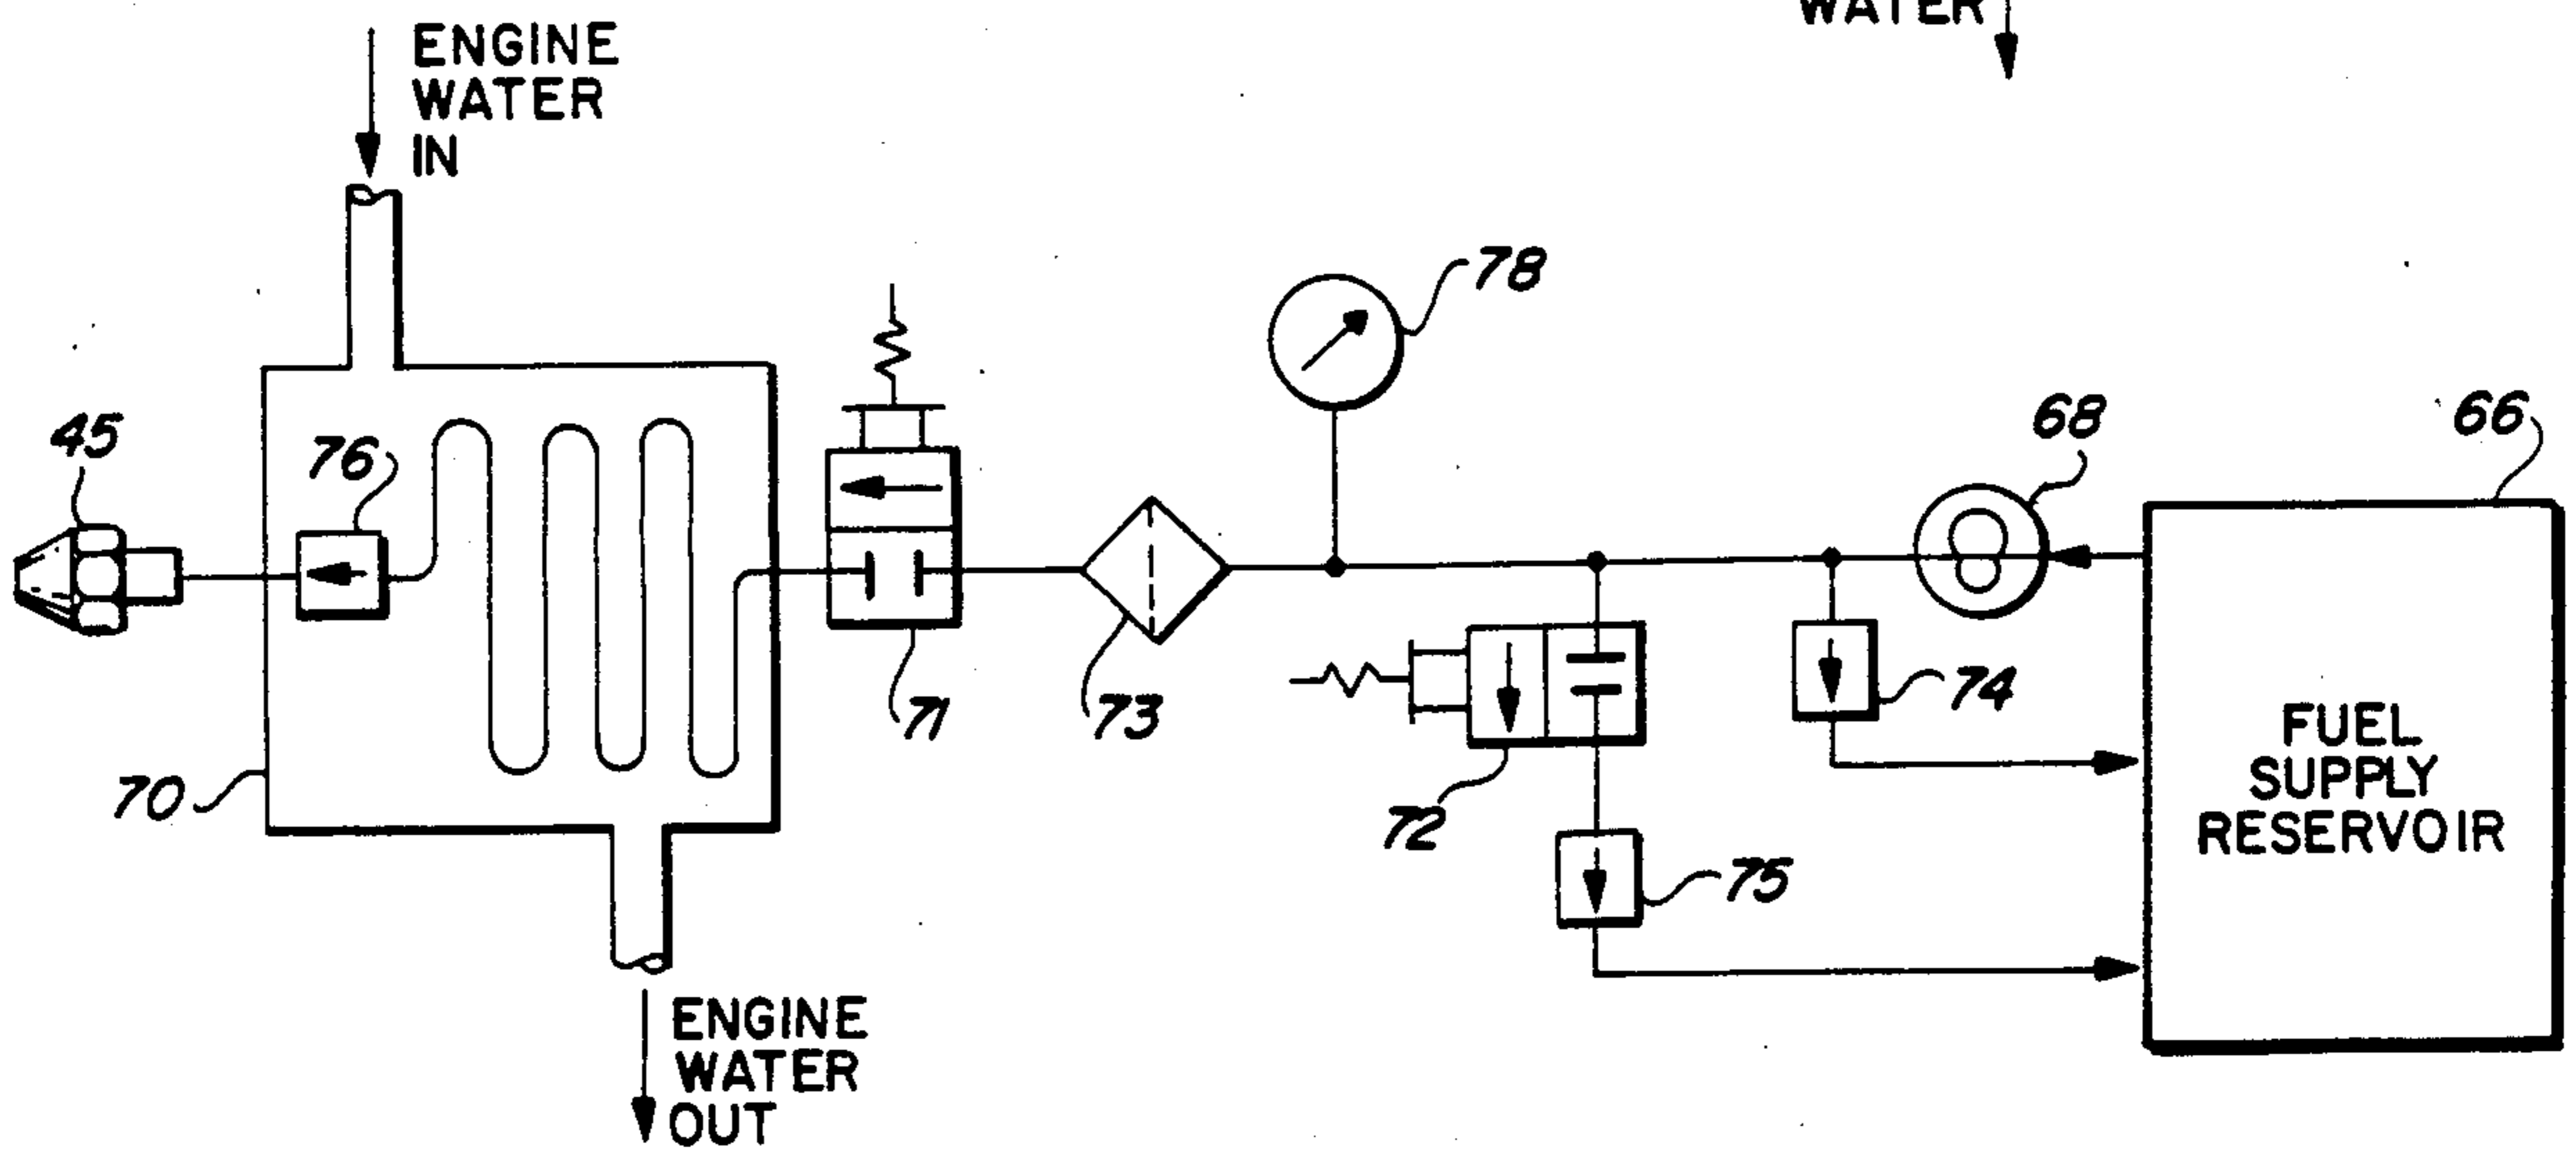 WATER
ENGINE
WATER
IN
78
45
76
68
66
71
73
74
70
72
75
FUEL
SUPPLY
RESERVOIR
ENGINE
WATER
OUT